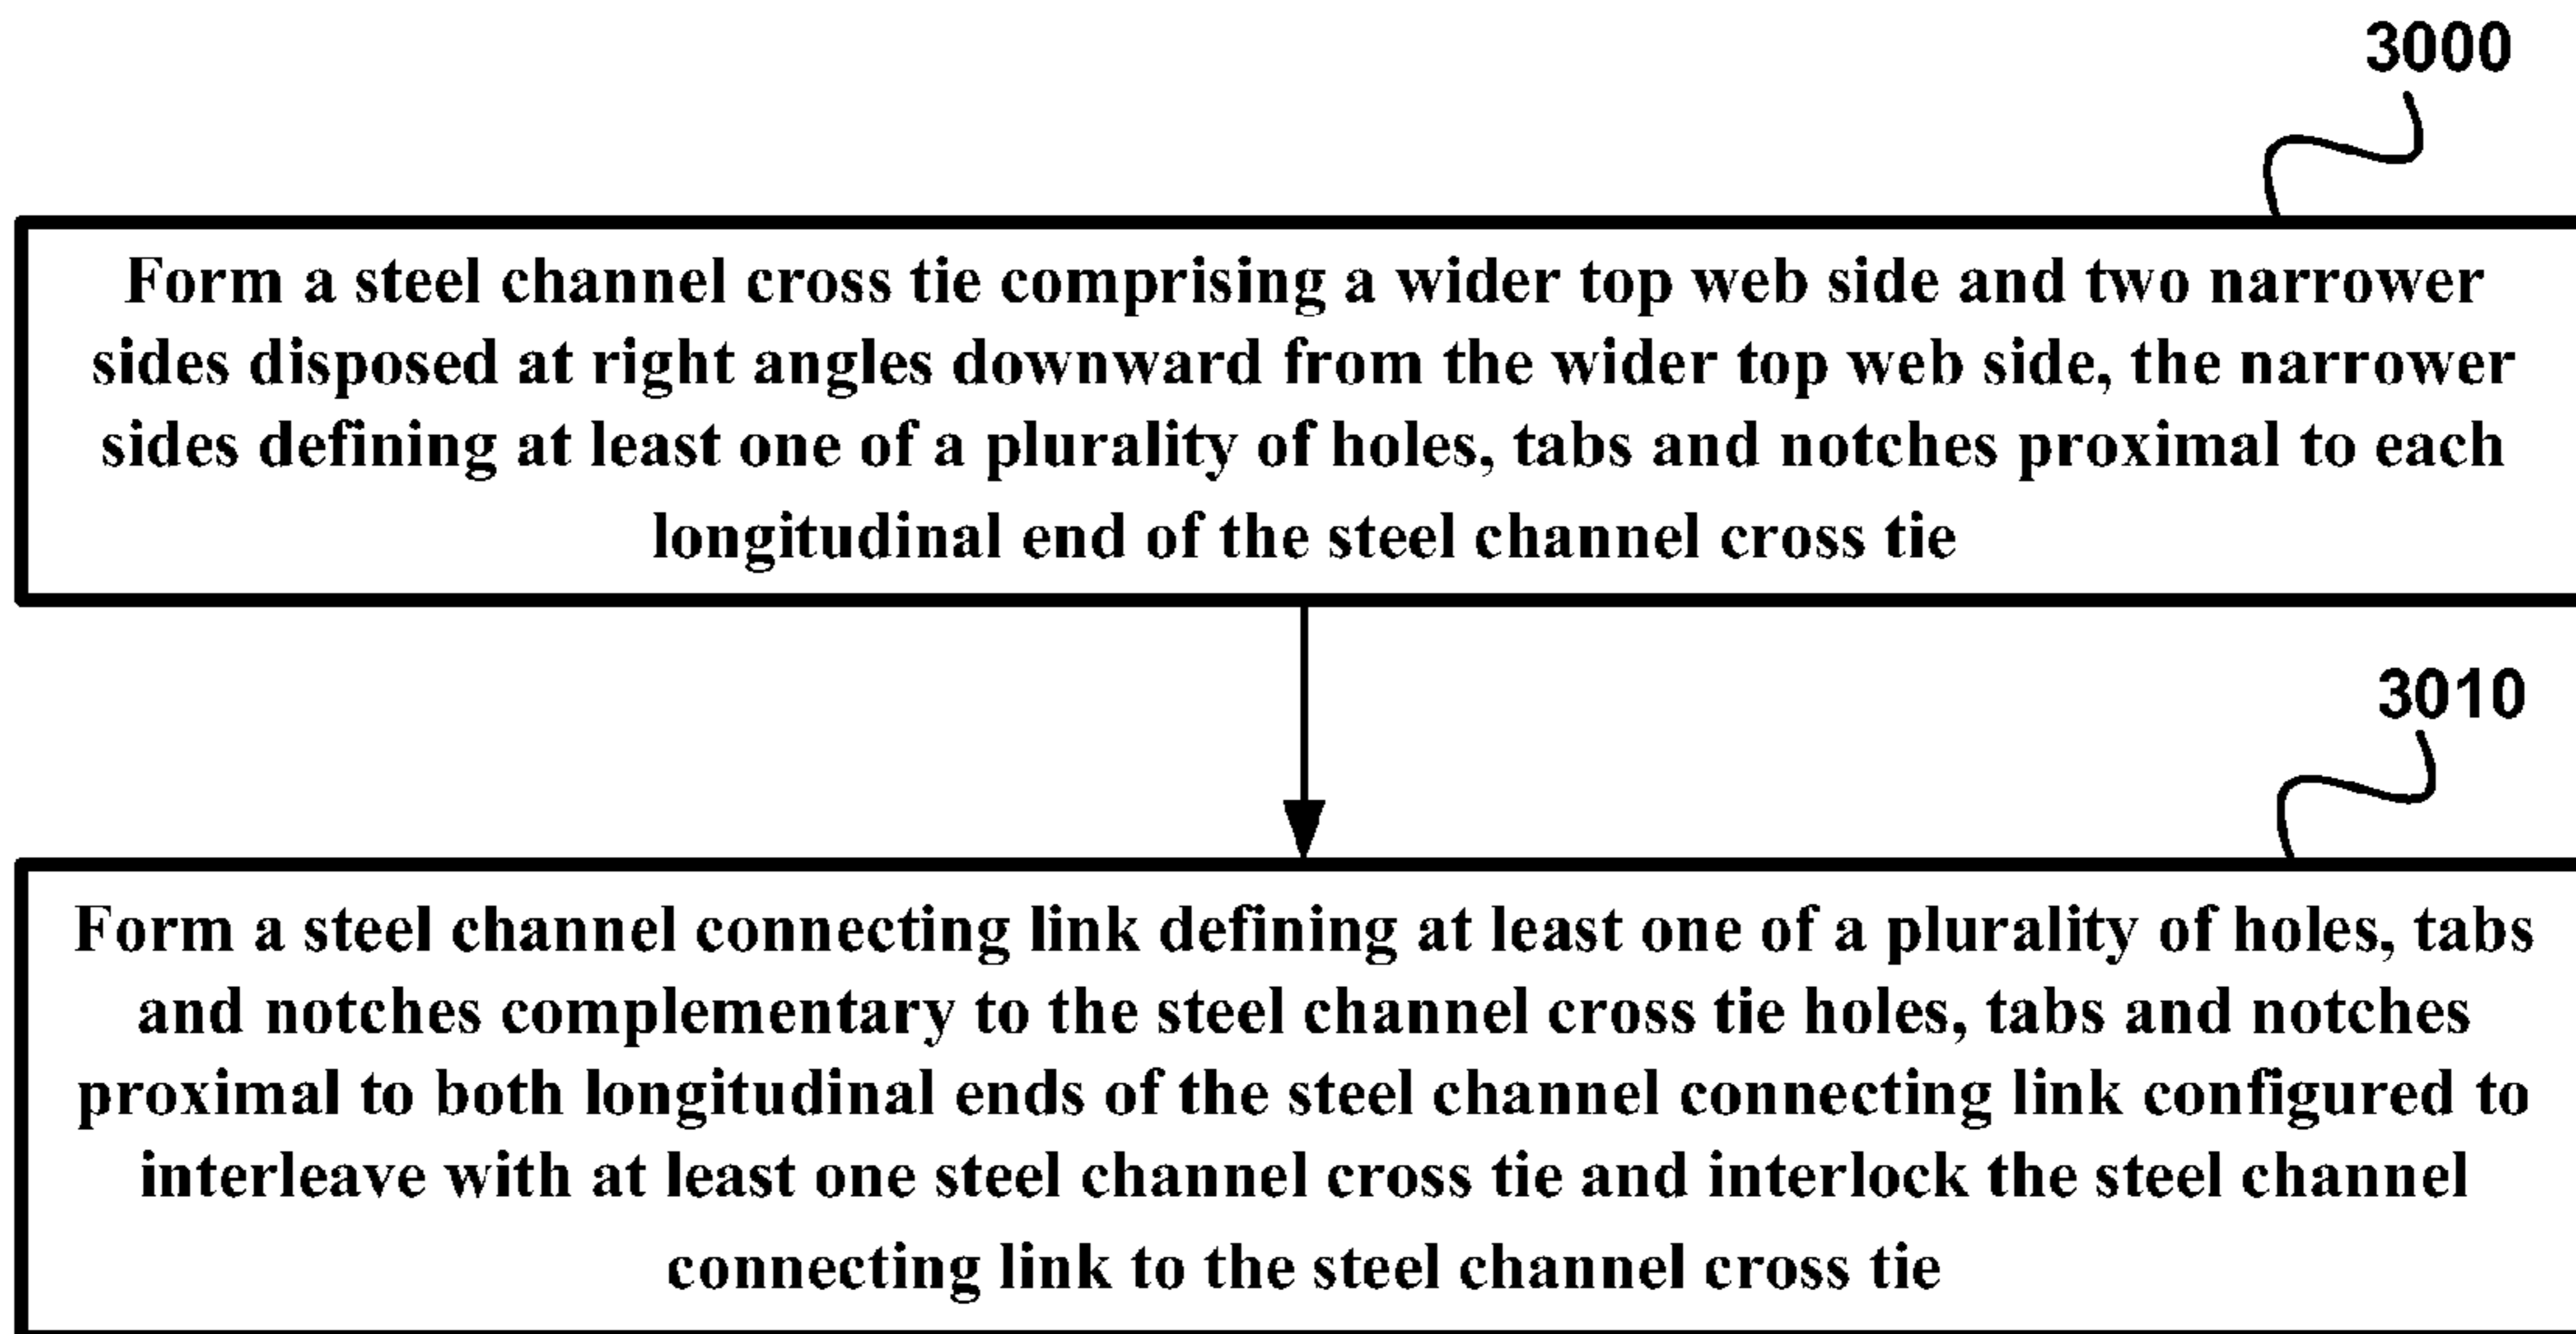 3000
Form a steel channel cross tie comprising a wider top web side and two narrower
sides disposed at right angles downward from the wider top web side, the narrower
sides defining at least one of a plurality of holes, tabs and notches proximal to each
longitudinal end of the steel channel cross tie
3010
Form a steel channel connecting link defining at least one of a plurality of holes, tabs
and notches complementary to the steel channel cross tie holes, tabs and notches
proximal to both longitudinal ends of the steel channel connecting link configured to
interleave with at least one steel channel cross tie and interlock the steel channel
connecting link to the steel channel cross tie